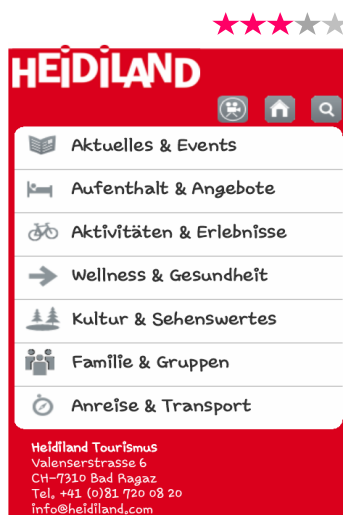 HEiDiLAND
Aktuelles & Events
Aufenthalt & Angebote
Aktivitäten & Erlebnisse
Wellness & Gesundheit
Kultur & Sehenswertes
Familie & Gruppen
Anreise & Transport
Heidiland Tourismus
Valenserstrasse 6
CH-7310 Bad Ragaz
Tel. +41 (0)81 720 08 20
info@heidiland.com